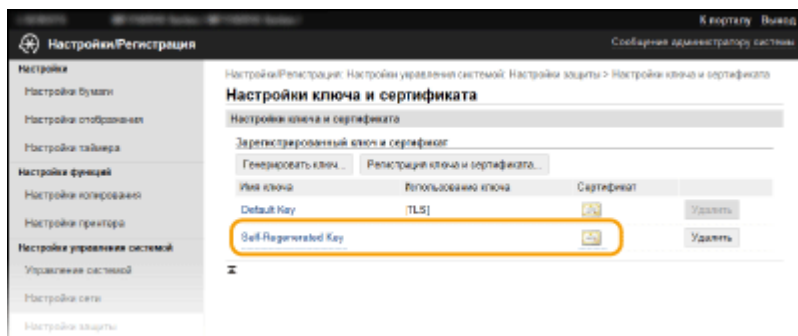 К порталу Выход
Настройки/Регистрация
Сообщение администратору системы
Настройки
Настройки бумаги
Настройки отображения
Настройки таймера
Настройки функций
Настройки копирования
Настройки принтера
Настройки управления системой
Управление системой
Настройки сети
Настройки защиты
Настройки/Регистрация: Настройки управления системой: Настройки защиты > Настройки ключа и сертификата
Настройки ключа и сертификата
Настройки ключа и сертификата
Зарегистрированный ключ и сертификат
Генерировать ключ... Регистрация ключа и сертификата...
Имя ключа Использование ключа Сертификат
Default Key [TLS] Удалить
Self-Regenerated Key Удалить